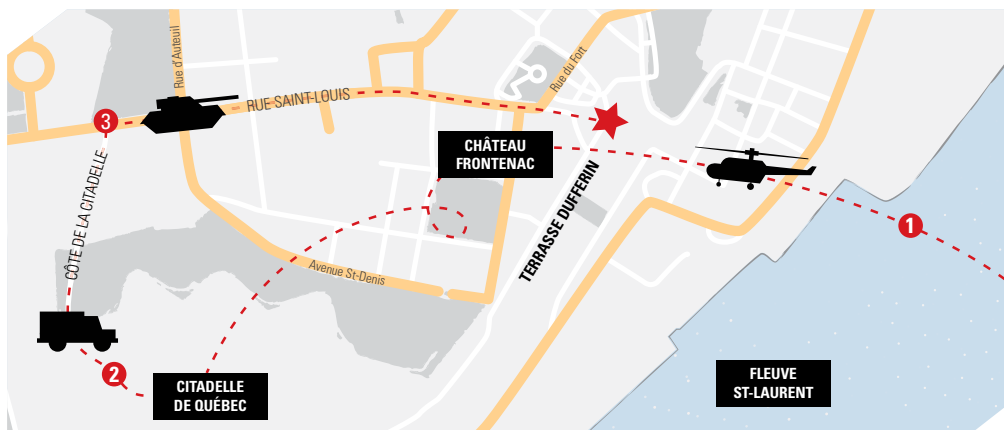 Rue d'Auteuil
Rue du Fort
RUE SAINT-LOUIS
3
CHÂTEAU
FRONTENAC
CÔTE DE LA CITADELLE
TERRASSE DUFFERIN
1
Avenue St-Denis
2
CITADELLE
DE QUÉBEC
FLEUVE
ST-LAURENT